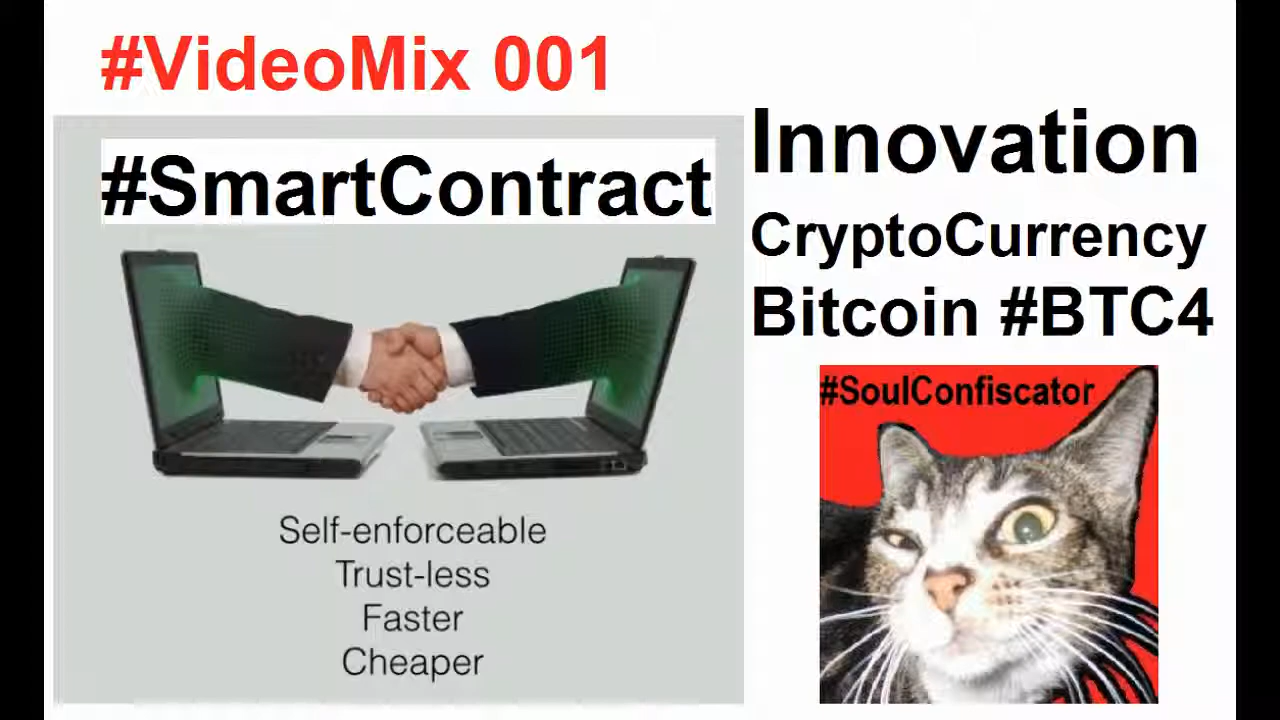 #VideoMix 001
#SmartContract
Self-enforceable
Trust-less
Faster
Cheaper
Innovation
CryptoCurrency
Bitcoin #BTC4
#SoulConfiscator